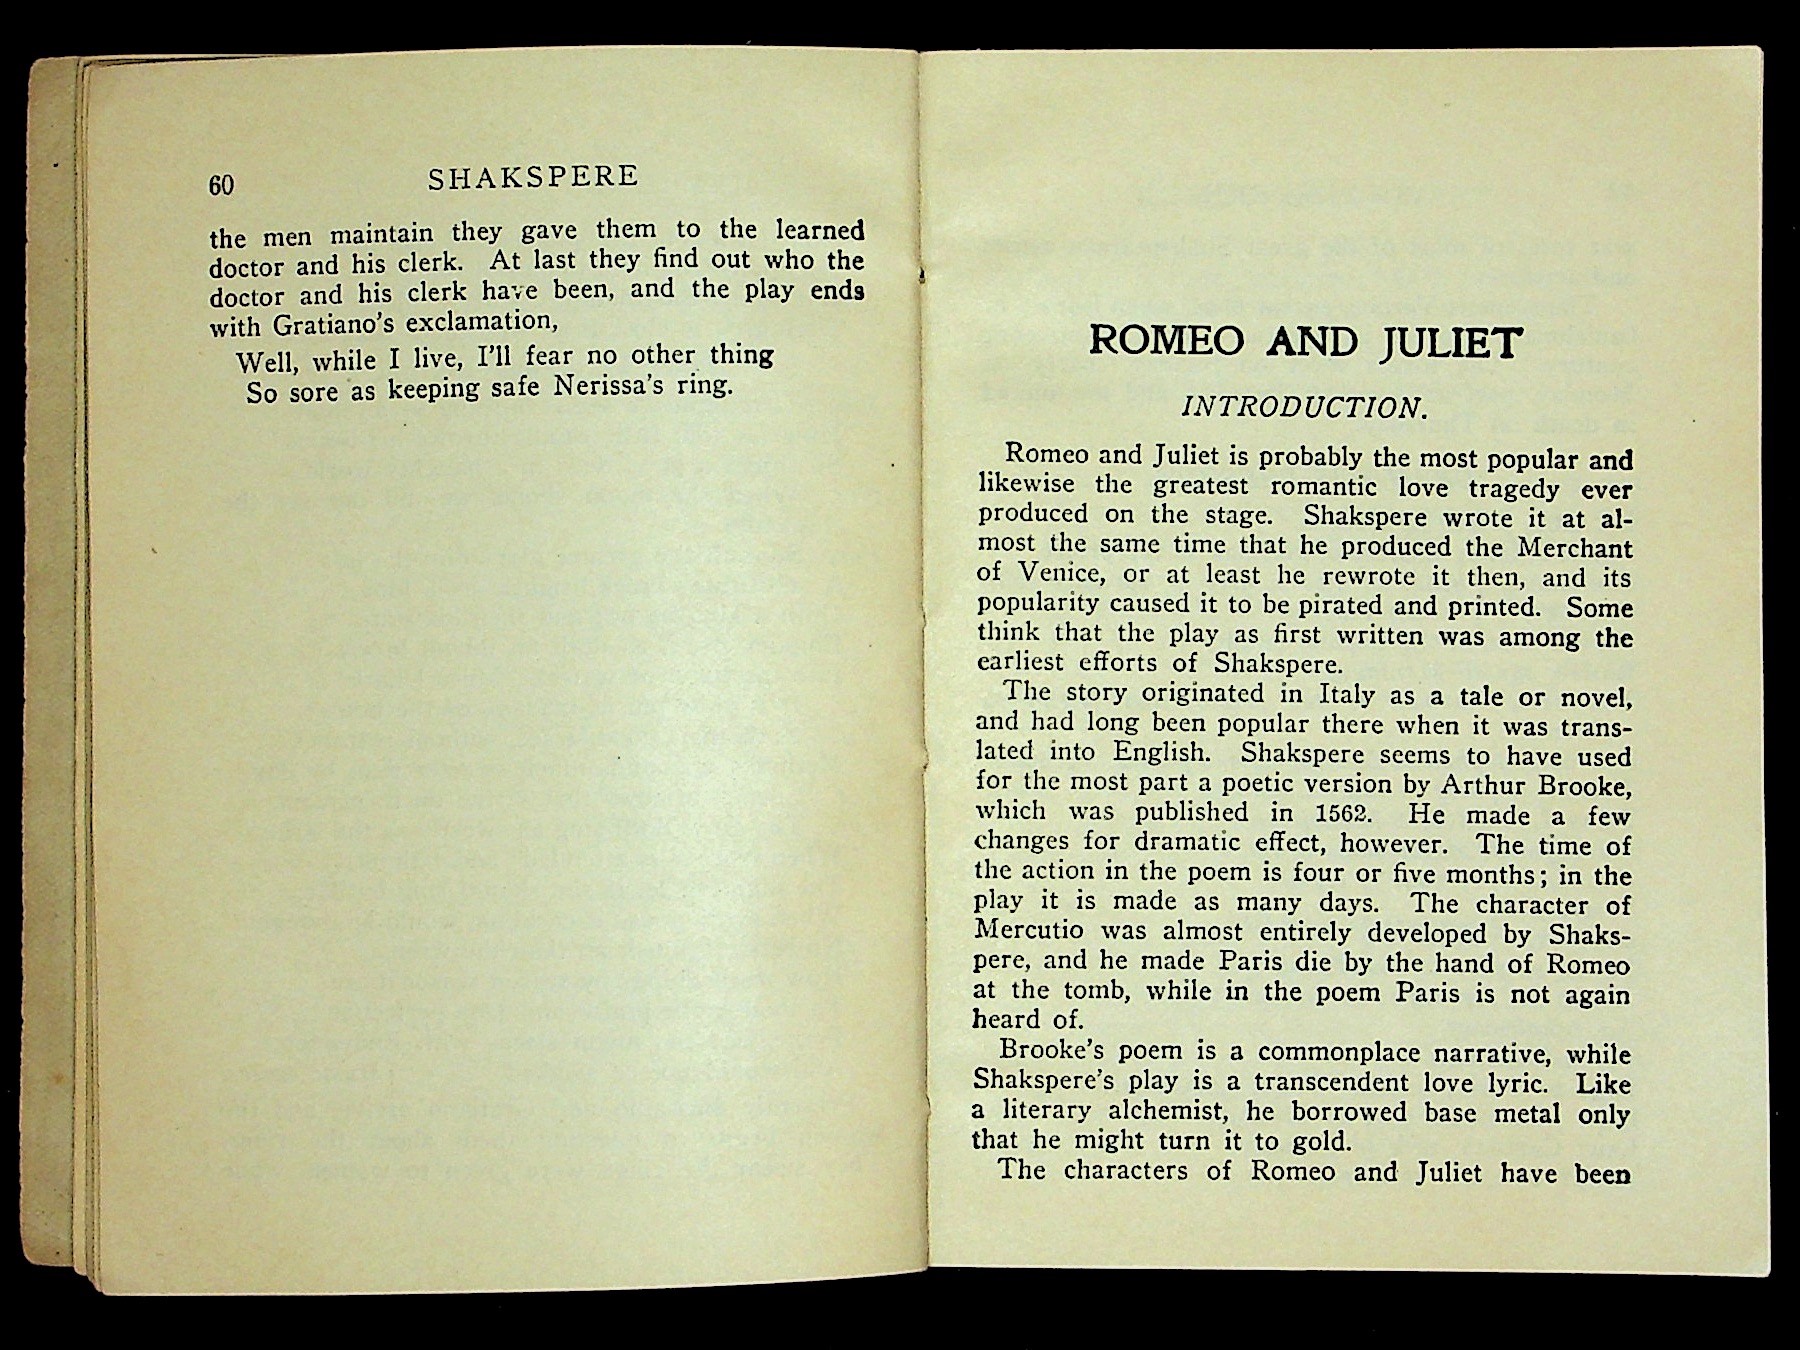 60 SHAKSPERE
the men maintain they gave them to the learned
doctor and his clerk. At last they find out who the
doctor and his clerk have been, and the play ends
with Gratiano's exclamation,
Well, while I live, I'll fear no other thing
So sore as keeping safe Nerissa's ring.
ROMEO AND JULIET
INTRODUCTION.
Romeo and Juliet is probably the most popular and
likewise the greatest romantic love tragedy ever
produced on the stage. Shakspere wrote it at al-
most the same time that he produced the Merchant
of Venice, or at least he rewrote it then, and its
popularity caused it to be pirated and printed. Some
think that the play as first written was among the
earliest efforts of Shakspere.
The story originated in Italy as a tale or novel,
and had long been popular there when it was trans-
lated into English. Shakspere seems to have used
for the most part a poetic version by Arthur Brooke,
which was published in 1562. He made a few
changes for dramatic effect, however. The time of
the action in the poem is four or five months; in the
play it is made as many days. The character of
Mercutio was almost entirely developed by Shaks-
pere, and he made Paris die by the hand of Romeo
at the tomb, while in the poem Paris is not again
heard of.
Brooke's poem is a commonplace narrative, while
Shakspere's play is a transcendent love lyric. Like
a literary alchemist, he borrowed base metal only
that he might turn it to gold.
The characters of Romeo and Juliet have been